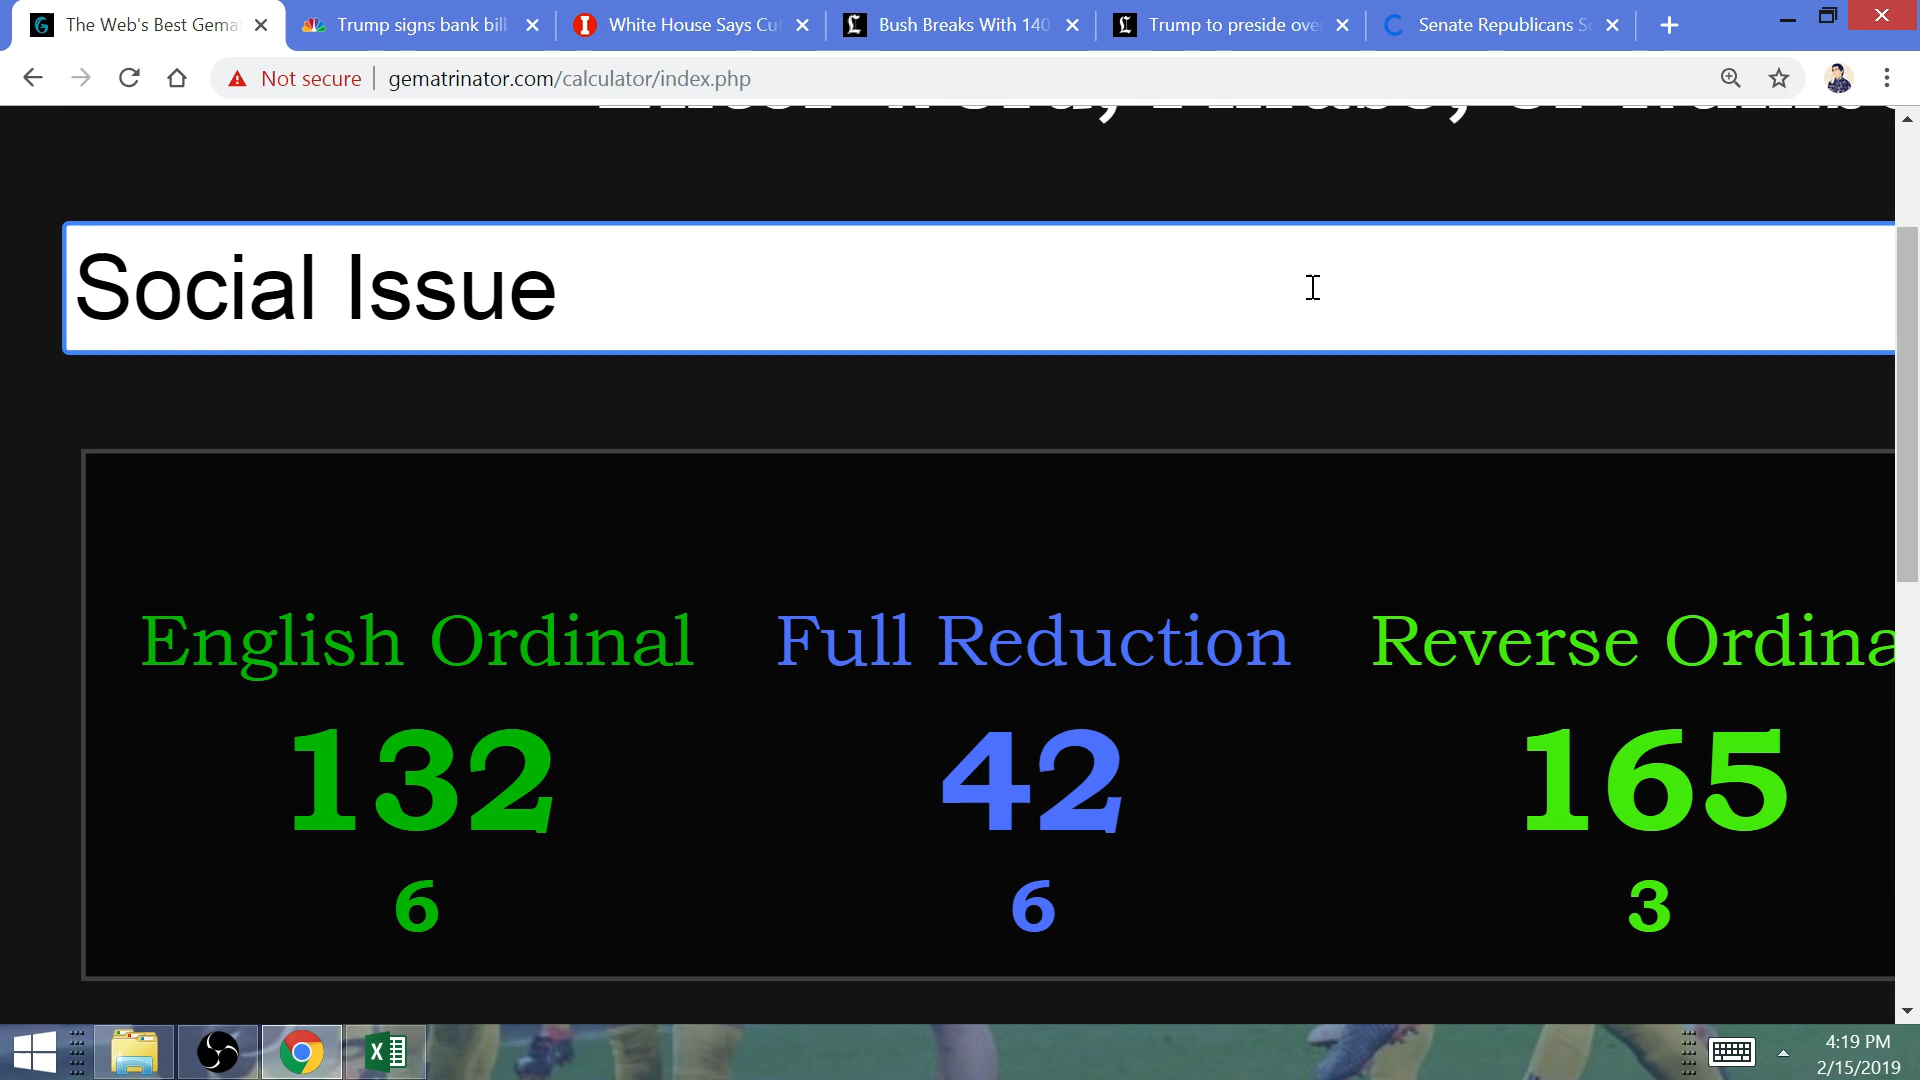 The Web's Best Gema
Trump signs bank bill
White House Says Cu
Bush Breaks With 140
Trump to preside ove
Senate Republicans S
Not secure
gematrinator.com/calculator/index.php
Social Issue
English Ordinal
Full Reduction
Reverse Ordina
132
42
165
6
6
3
4:19 PM
2/15/2019